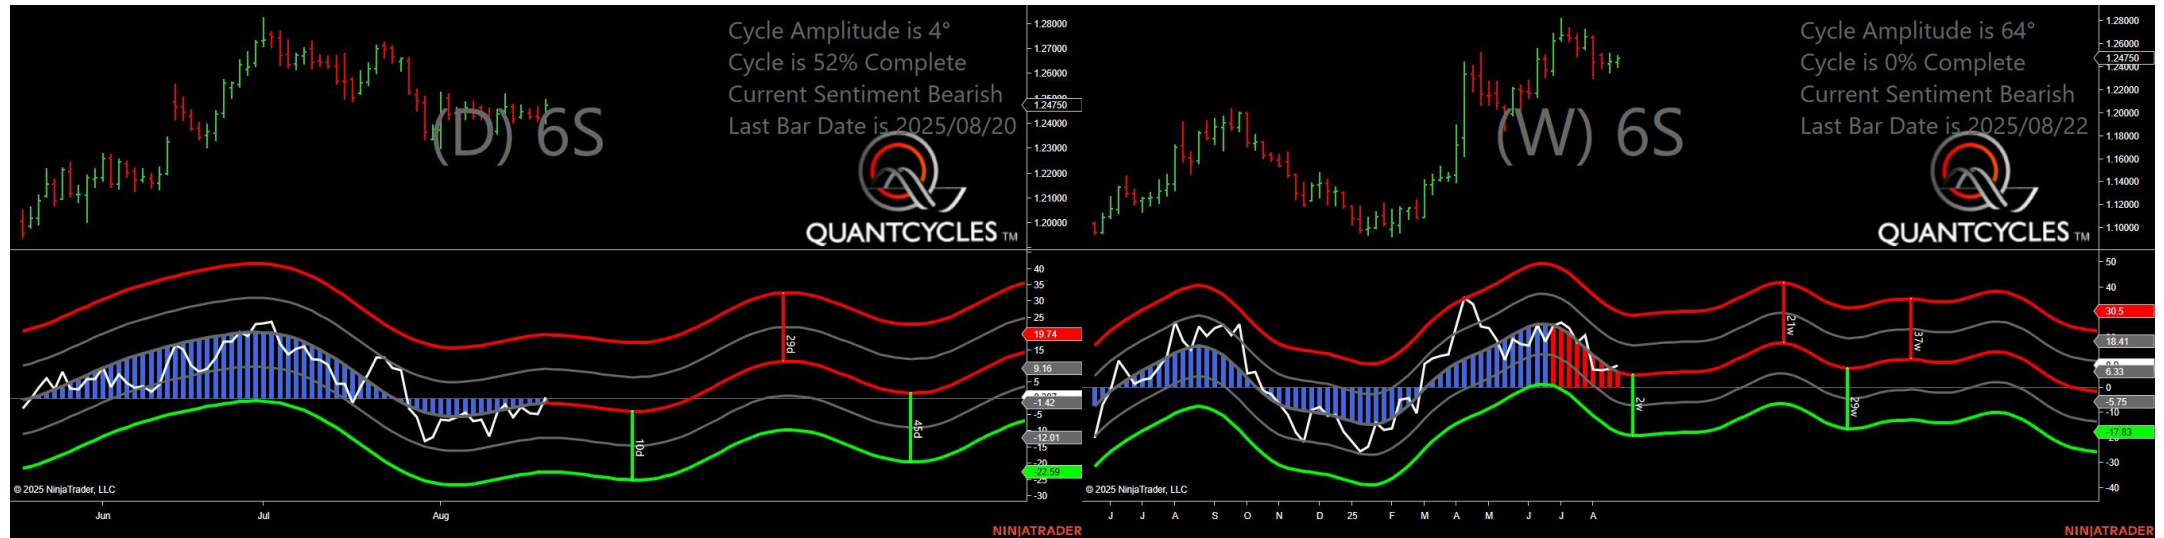 Cycle Amplitude is 4°
Cycle is 52% Complete
Current Sentiment Bearish
Last Bar Date is 2025/08/20
(D) 6S
QUANTCYCLES TM
1.28000
1.27000
1.26000
1.24750
1.24000
1.23000
1.22000
1.21000
1.20000
40
35
30
25
19.74
15
9.16
5
-1.42
-5
-12.01
-15
-20
-22.59
-25
-30
10d
29d
45d
© 2025 NinjaTrader, LLC
Jun Jul Aug
NINJATRADER
Cycle Amplitude is 64°
Cycle is 0% Complete
Current Sentiment Bearish
Last Bar Date is 2025/08/22
(W) 6S
QUANTCYCLES TM
1.28000
1.26000
1.24750
1.24000
1.22000
1.20000
1.18000
1.16000
1.14000
1.12000
1.10000
50
40
30.5
18.41
6.33
0
-5.75
-10
-17.83
-30
-40
2w
21w
29w
37w
© 2025 NinjaTrader, LLC
J J A S O N D 25 F M A M J J A
NINJATRADER